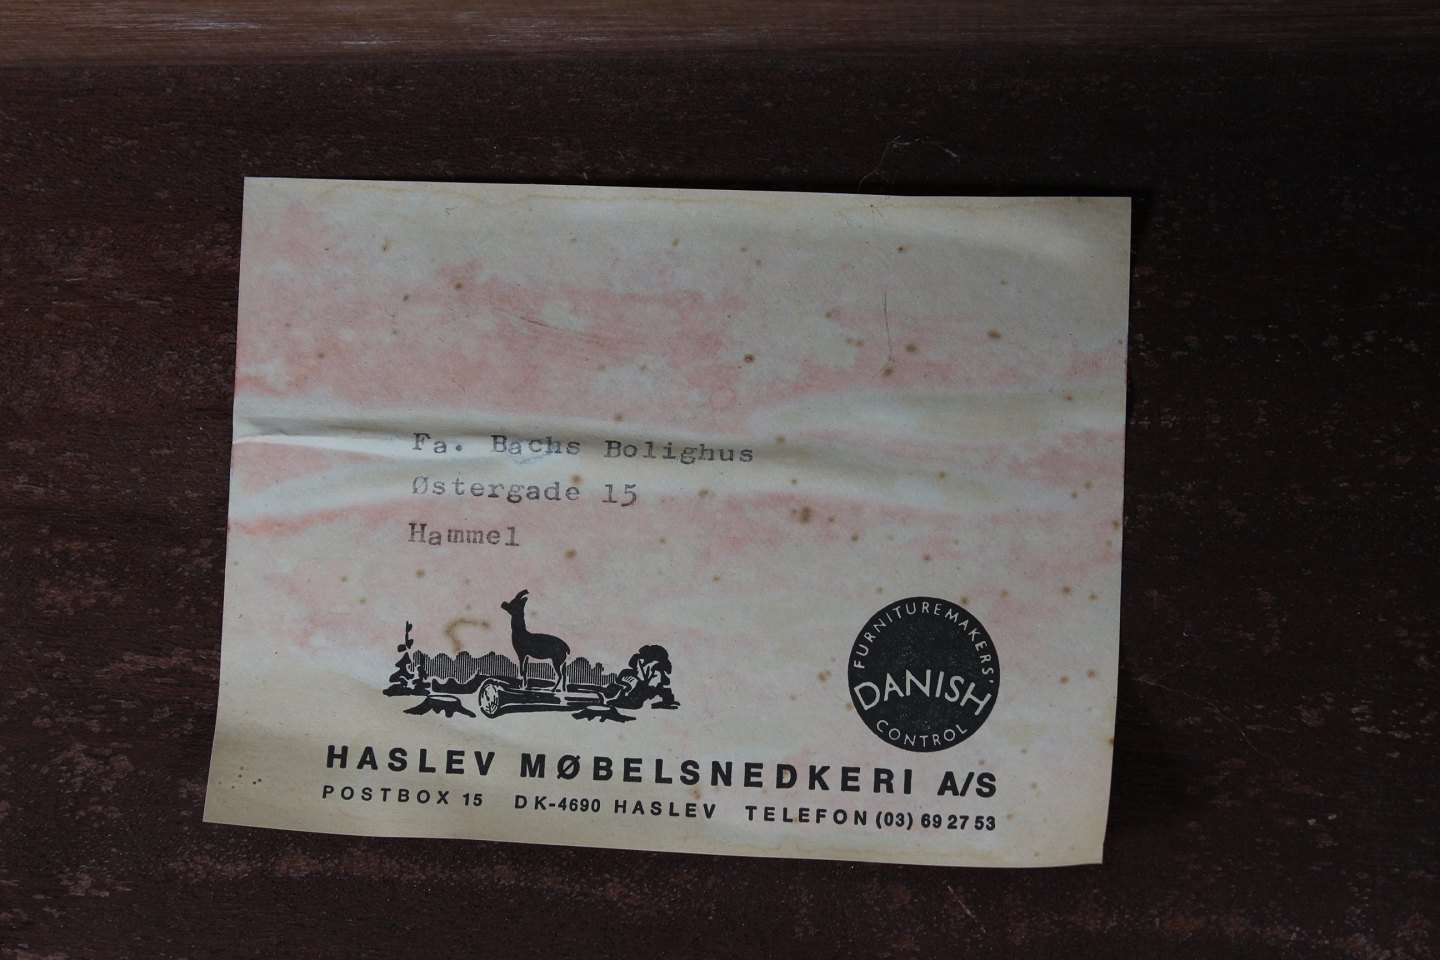 Fa. Bachs Bolighus
Østergade 15
Hammel
FURNITUREMAKERS'
DANISH
CONTROL
HASLEV MØBELSNEDKERI A/S
POSTBOX 15 DK-4690 HASLEV TELEFON (03) 69 27 53